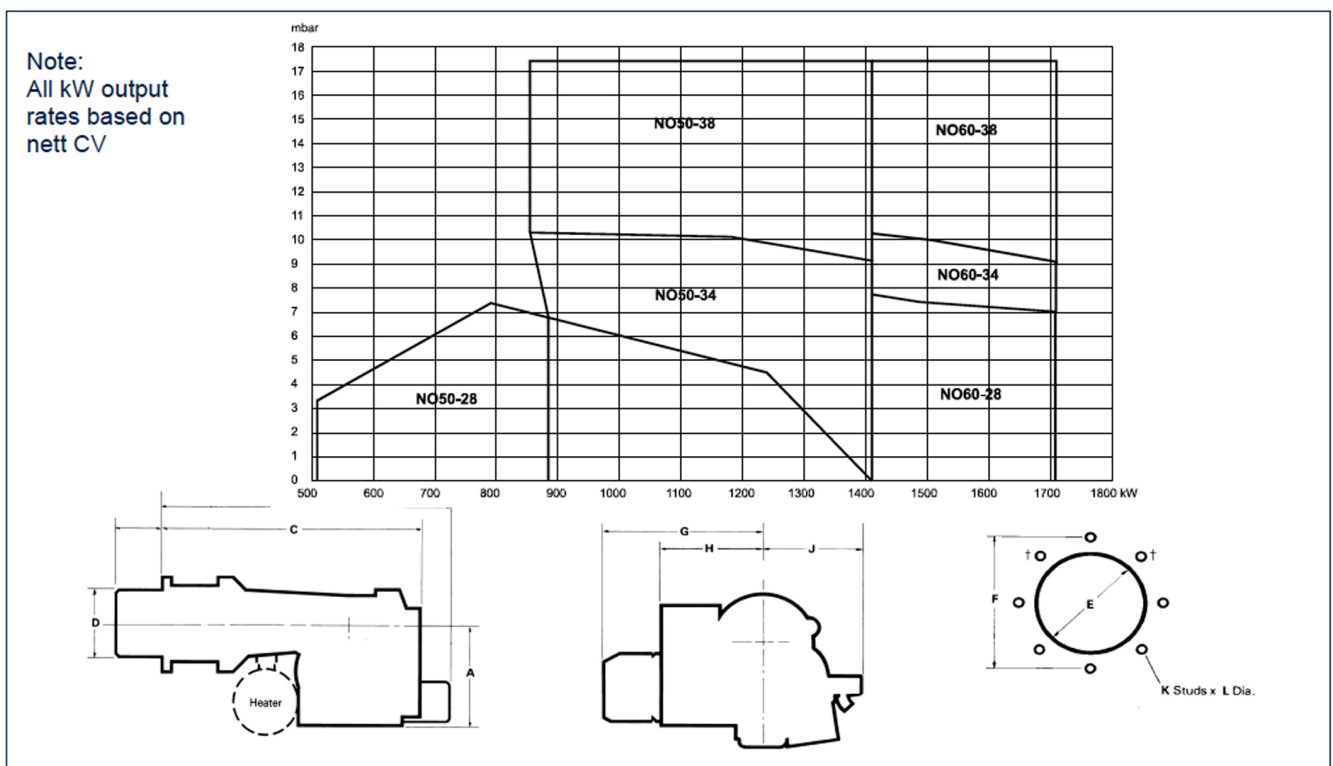 Note:
All kW output
rates based on
nett CV
mbar
18
17
16
15
14
13
12
11
10
9
8
7
6
5
4
3
2
1
0
NO50-38
NO60-38
NO60-34
NO50-34
NO60-28
NO50-28
500 600 700 800 900 1000 1100 1200 1300 1400 1500 1600 1700 1800 kW
C
D
A
Heater
G
H
J
† †
F
E
K Studs x L Dia.